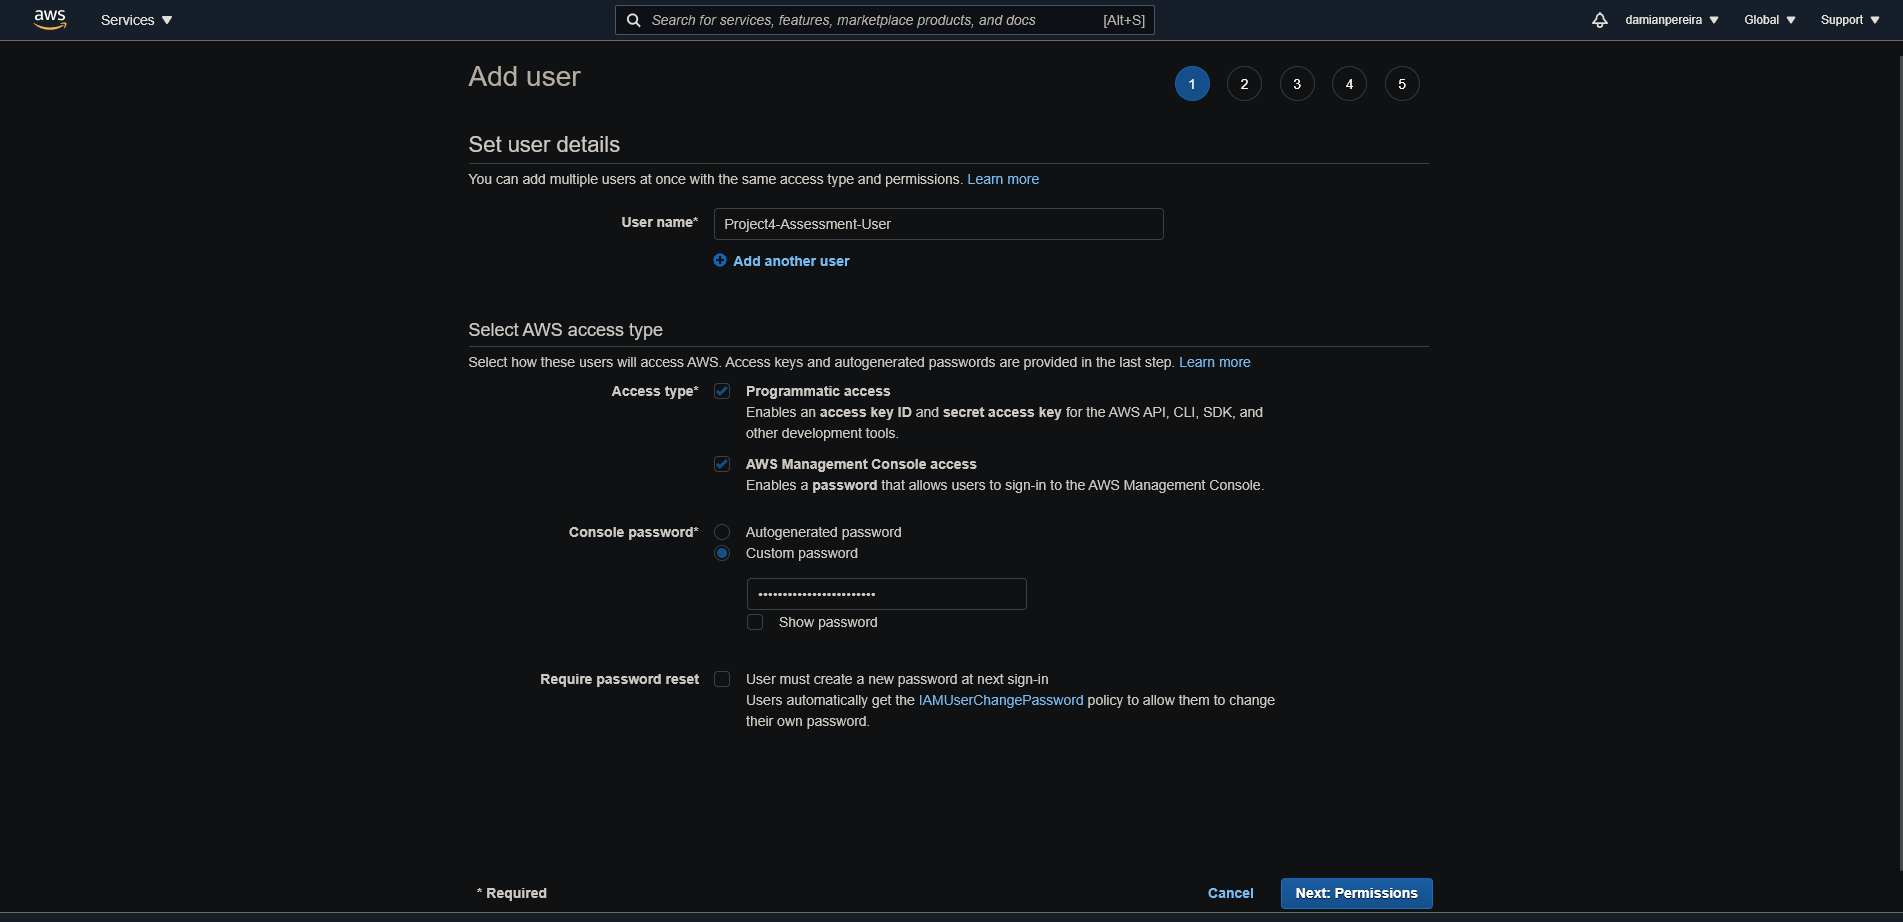 aws Services Search for services, features, marketplace products, and docs [Alt+S] damianpereira Global Support
Add user 1 2 3 4 5
Set user details
You can add multiple users at once with the same access type and permissions. Learn more
User name* Project4-Assessment-User
Add another user
Select AWS access type
Select how these users will access AWS. Access keys and autogenerated passwords are provided in the last step. Learn more
Access type* Programmatic access
Enables an access key ID and secret access key for the AWS API, CLI, SDK, and
other development tools.
AWS Management Console access
Enables a password that allows users to sign-in to the AWS Management Console.
Console password* Autogenerated password
Custom password
••••••••••••••••••••••••
Show password
Require password reset User must create a new password at next sign-in
Users automatically get the IAMUserChangePassword policy to allow them to change
their own password.
* Required Cancel Next: Permissions